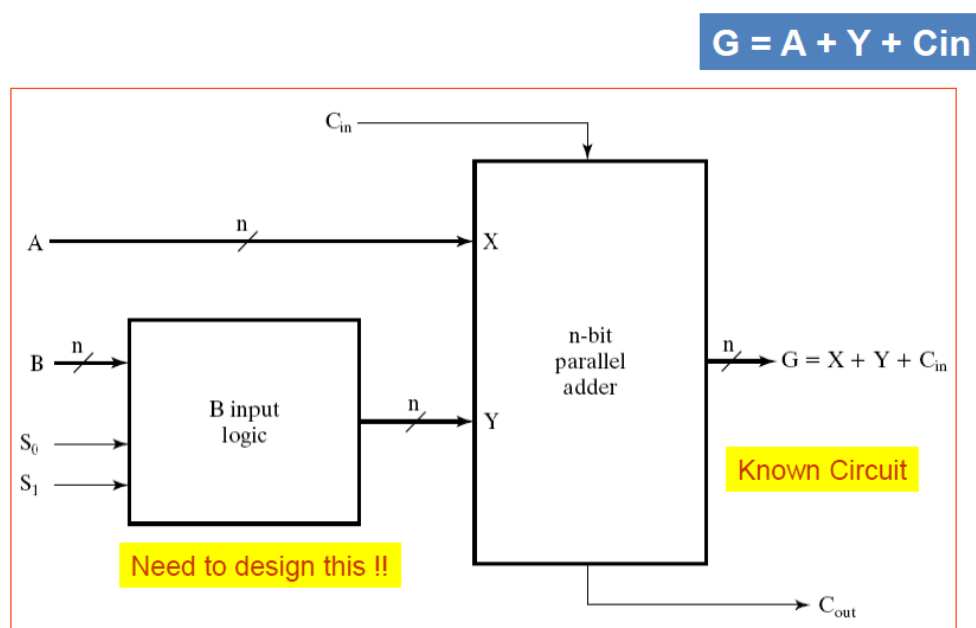 G = A + Y + Cin
Cin
n
A
X
n
B
n-bit
parallel
adder
n
G = X + Y + Cin
B input
logic
n
Y
S0
S1
Known Circuit
Need to design this !!
Cout